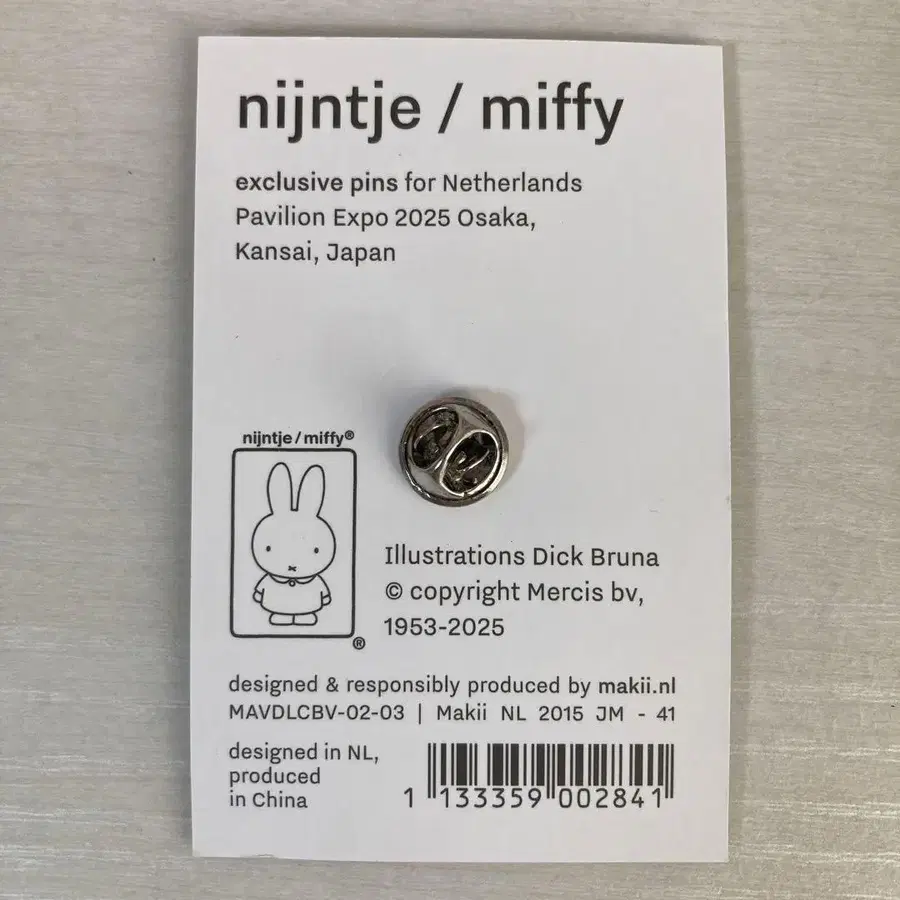 nijntje / miffy
exclusive pins for Netherlands
Pavilion Expo 2025 Osaka,
Kansai, Japan
nijntje / miffy®
®
Illustrations Dick Bruna
© copyright Mercis bv,
1953-2025
designed & responsibly produced by makii.nl
MAVDLCBV-02-03 | Makii NL 2015 JM - 41
designed in NL,
produced
in China
1 133359 002841